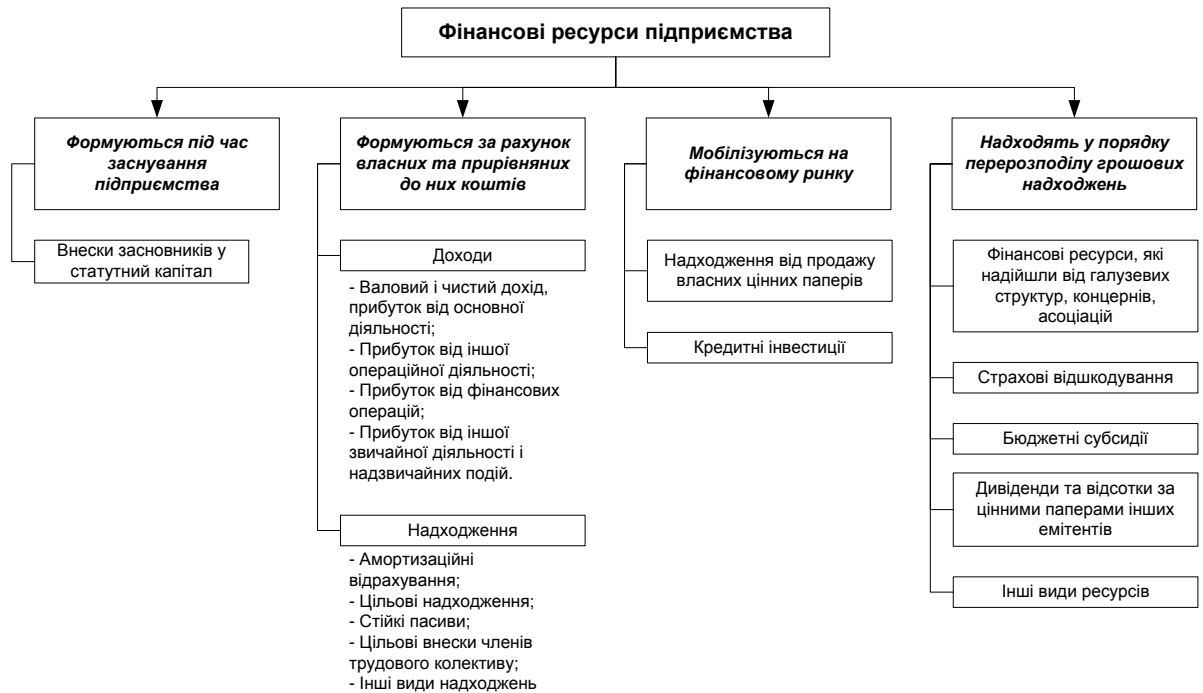 Фінансові ресурси підприємства
Формуються під час
заснування
підприємства
Внески засновників у
статутний капітал
Формуються за рахунок
власних та прирівняних
до них коштів
Доходи
- Валовий і чистий дохід,
прибуток від основної
діяльності;
- Прибуток від іншої
операційної діяльності;
- Прибуток від фінансових
операцій;
- Прибуток від іншої
звичайної діяльності і
надзвичайних подій.
Надходження
- Амортизаційні
відрахування;
- Цільові надходження;
- Стійкі пасиви;
- Цільові внески членів
трудового колективу;
- Інші види надходжень
Мобілізуються на
фінансовому ринку
Надходження від продажу
власних цінних паперів
Кредитні інвестиції
Надходять у порядку
перерозподілу грошових
надходжень
Фінансові ресурси, які
надійшли від галузевих
структур, концернів,
асоціацій
Страхові відшкодування
Бюджетні субсидії
Дивіденди та відсотки за
цінними паперами інших
емітентів
Інші види ресурсів